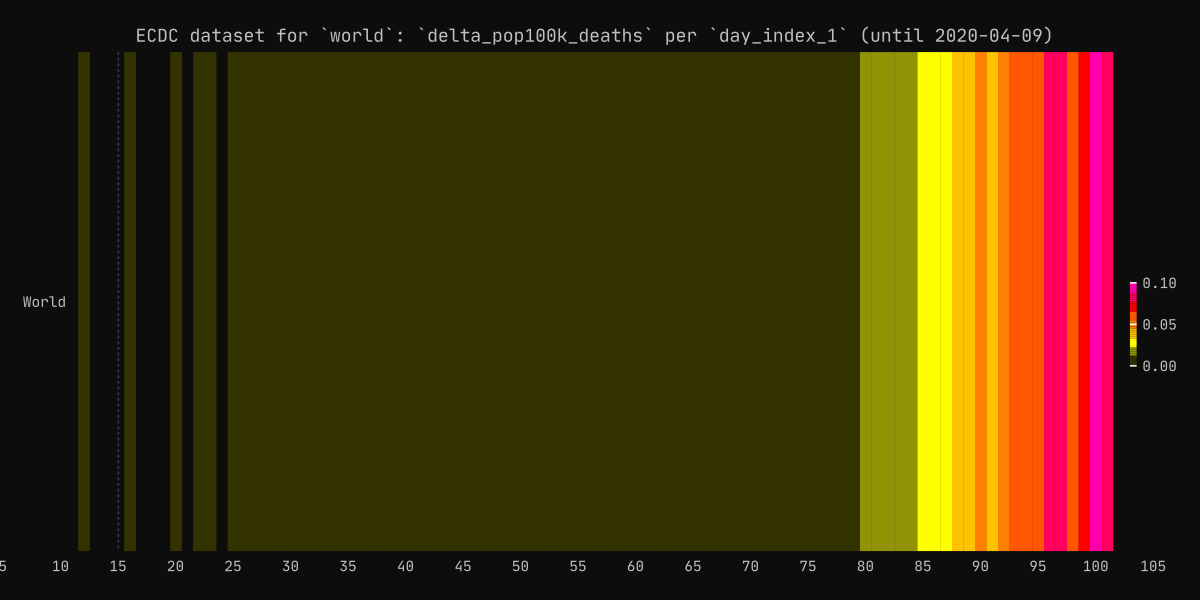 ECDC dataset for `world`: `delta_pop100k_deaths` per `day_index_1` (until 2020-04-09)
World
0.10
0.05
0.00
5 10 15 20 25 30 35 40 45 50 55 60 65 70 75 80 85 90 95 100 105